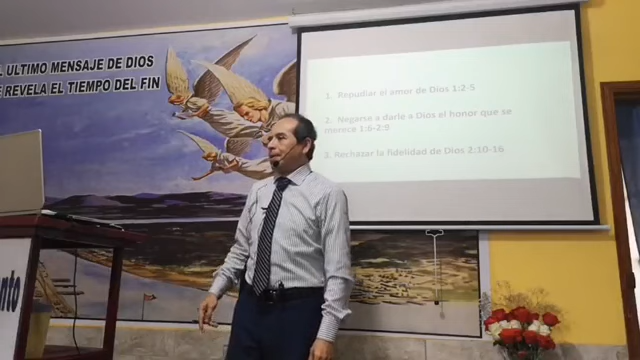 L ULTIMO MENSAJE DE DIOS
E REVELA EL TIEMPO DEL FIN
1. Repudiar el amor de Dios 1:2-5
2. Negarse a darle a Dios el honor que se
merece 1:6-2:9
3. Rechazar la fidelidad de Dios 2:10-16
nto